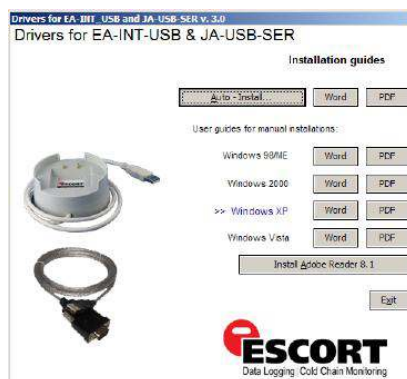 Drivers for EA-INT_USB and JA-USB-SER v. 3.0
Drivers for EA-INT-USB & JA-USB-SER
Installation guides
Auto - Install... Word PDF
User guides for manual installations:
Windows 98/ME Word PDF
Windows 2000 Word PDF
>> Windows XP Word PDF
Windows Vista Word PDF
Install Adobe Reader 8.1
Exit
ESCORT
ESCORT
Data Logging Cold Chain Monitoring